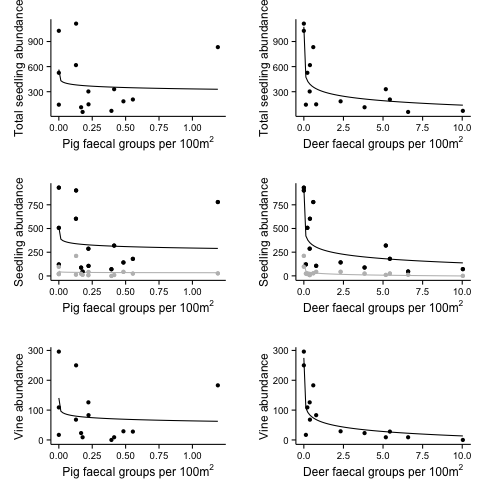 Total seedling abundance
900
600
300
0.00 0.25 0.50 0.75 1.00
Pig faecal groups per 100m²
Total seedling abundance
900
600
300
0.0 2.5 5.0 7.5 10.0
Deer faecal groups per 100m²
Seedling abundance
750
500
250
0
0.00 0.25 0.50 0.75 1.00
Pig faecal groups per 100m²
Seedling abundance
750
500
250
0
0.0 2.5 5.0 7.5 10.0
Deer faecal groups per 100m²
Vine abundance
300
200
100
0
0.00 0.25 0.50 0.75 1.00
Pig faecal groups per 100m²
Vine abundance
300
200
100
0
0.0 2.5 5.0 7.5 10.0
Deer faecal groups per 100m²